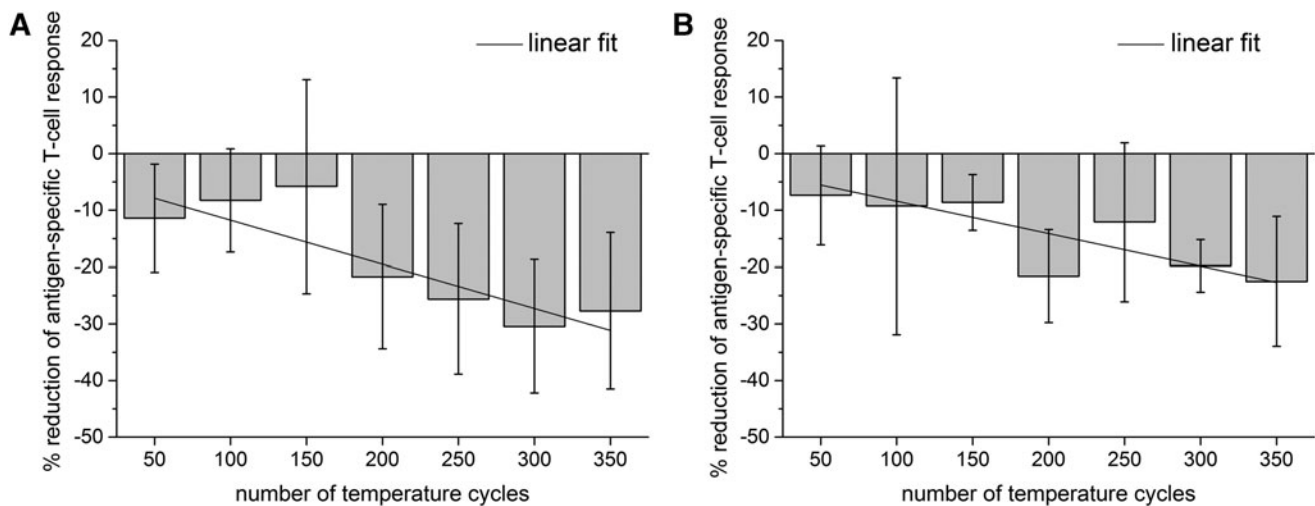 A
% reduction of antigen-specific T-cell response
20
10
0
-10
-20
-30
-40
-50
linear fit
50 100 150 200 250 300 350
number of temperature cycles
B
% reduction of antigen-specific T-cell response
20
10
0
-10
-20
-30
-40
-50
linear fit
50 100 150 200 250 300 350
number of temperature cycles